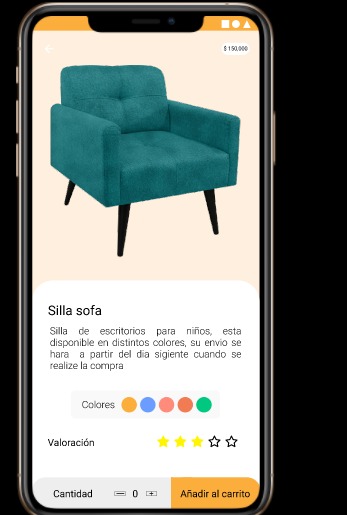 $ 150.000
Silla sofa
Silla de escritorios para niños, esta
disponible en distintos colores, su envio se
hara a partir del dia sigiente cuando se
realize la compra
Colores
Valoración
Cantidad 0 Añadir al carrito